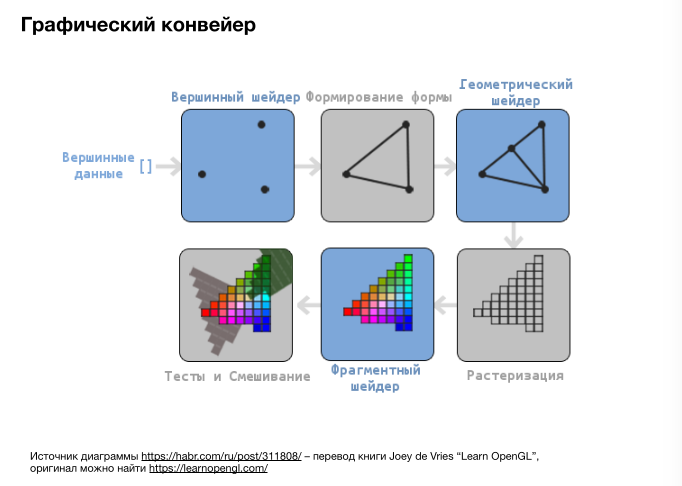 Графический конвейер
Геометрический
шейдер
Вершинный шейдер
Формирование формы
Вершинные
данные
[]
Тесты и Смешивание
Фрагментный
шейдер
Растеризация
Источник диаграммы https://habr.com/ru/post/311808/ – перевод книги Joey de Vries “Learn OpenGL”,
оригинал можно найти https://learnopengl.com/